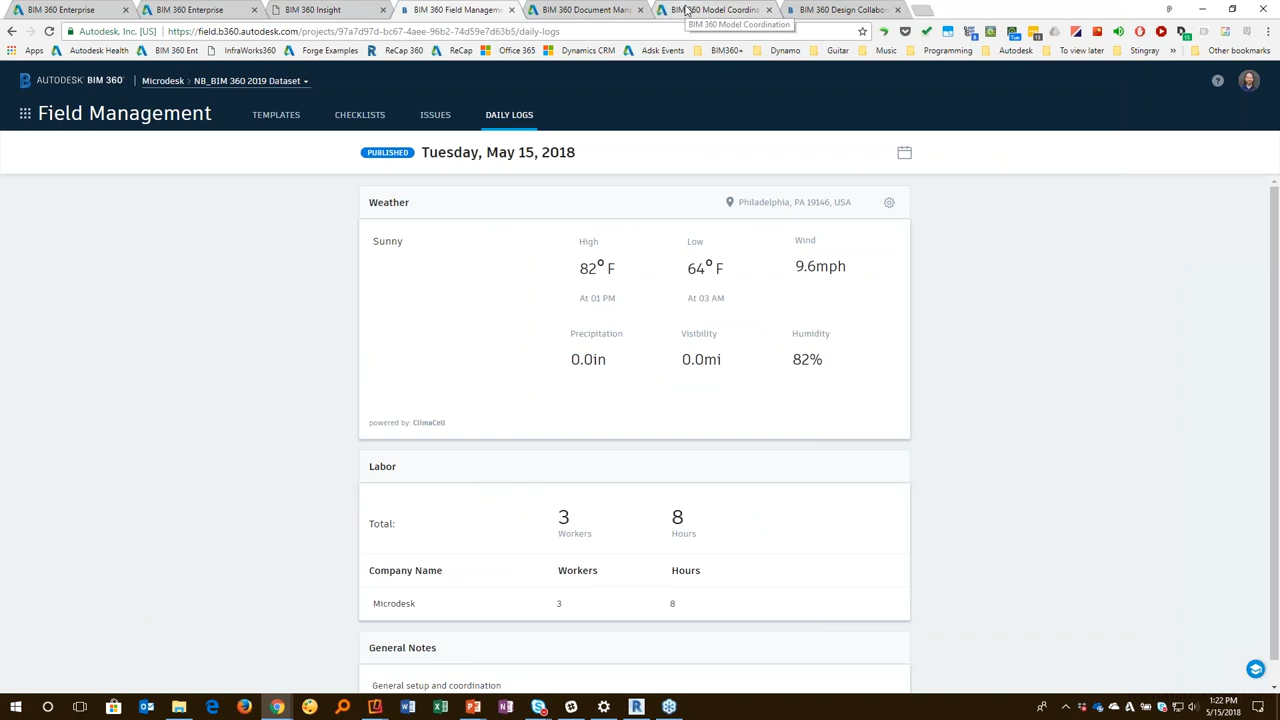 BIM 360 Enterprise
BIM 360 Enterprise
BIM 360 Insight
BIM 360 Field Manageme
BIM 360 Document Man
BIM 360 Model Coordina
BIM 360 Design Collabor
Autodesk, Inc. [US]
https://field.b360.autodesk.com/projects/97a7d97d-bc67-4aee-96b2-74d59e7d63b5/daily-logs
BIM 360 Model Coordination
Apps
Autodesk Health
BIM 360 Ent
InfraWorks360
Forge Examples
ReCap 360
ReCap
Office 365
Dynamics CRM
Adsk Events
BIM360+
Dynamo
Guitar
Music
Programming
Autodesk
To view later
Stingray
»
Other bookmarks
AUTODESK® BIM 360®
Microdesk > NB_BIM 360 2019 Dataset
Field Management
TEMPLATES
CHECKLISTS
ISSUES
DAILY LOGS
PUBLISHED
Tuesday, May 15, 2018
Weather
Philadelphia, PA 19146, USA
Sunny
High
Low
Wind
82° F
64° F
9.6mph
At 01 PM
At 03 AM
Precipitation
Visibility
Humidity
0.0in
0.0mi
82%
powered by: ClimaCell
Labor
Total:
3
8
Workers
Hours
Company Name
Workers
Hours
Microdesk
3
8
General Notes
General setup and coordination
1:22 PM
5/15/2018